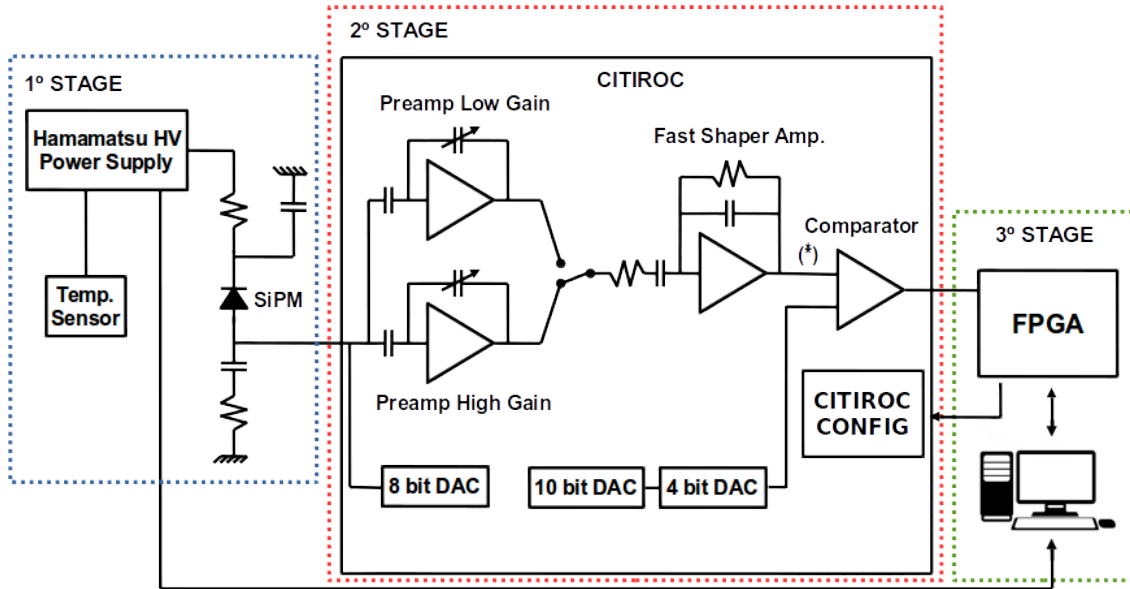 1º STAGE
Hamamatsu HV
Power Supply
Temp.
Sensor
SiPM
2º STAGE
CITIROC
Preamp Low Gain
Fast Shaper Amp.
Comparator
(*)
Preamp High Gain
8 bit DAC
10 bit DAC
4 bit DAC
CITIROC
CONFIG
3º STAGE
FPGA